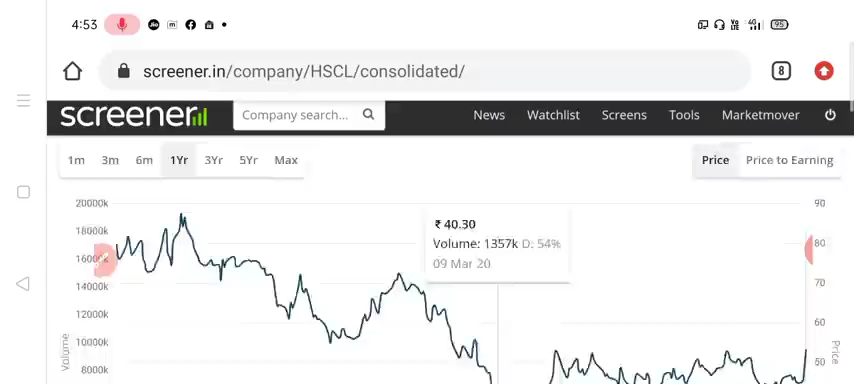 4:53
VoLTE 4G 95
screener.in/company/HSCL/consolidated/
8
screener
Company search...
News Watchlist Screens Tools Marketmover
1m 3m 6m 1Yr 3Yr 5Yr Max
Price Price to Earning
20000k
18000k
16000k
14000k
12000k
10000k
8000k
Volume
₹ 40.30
Volume: 1357k D: 54%
09 Mar 20
90
80
70
60
50
Price